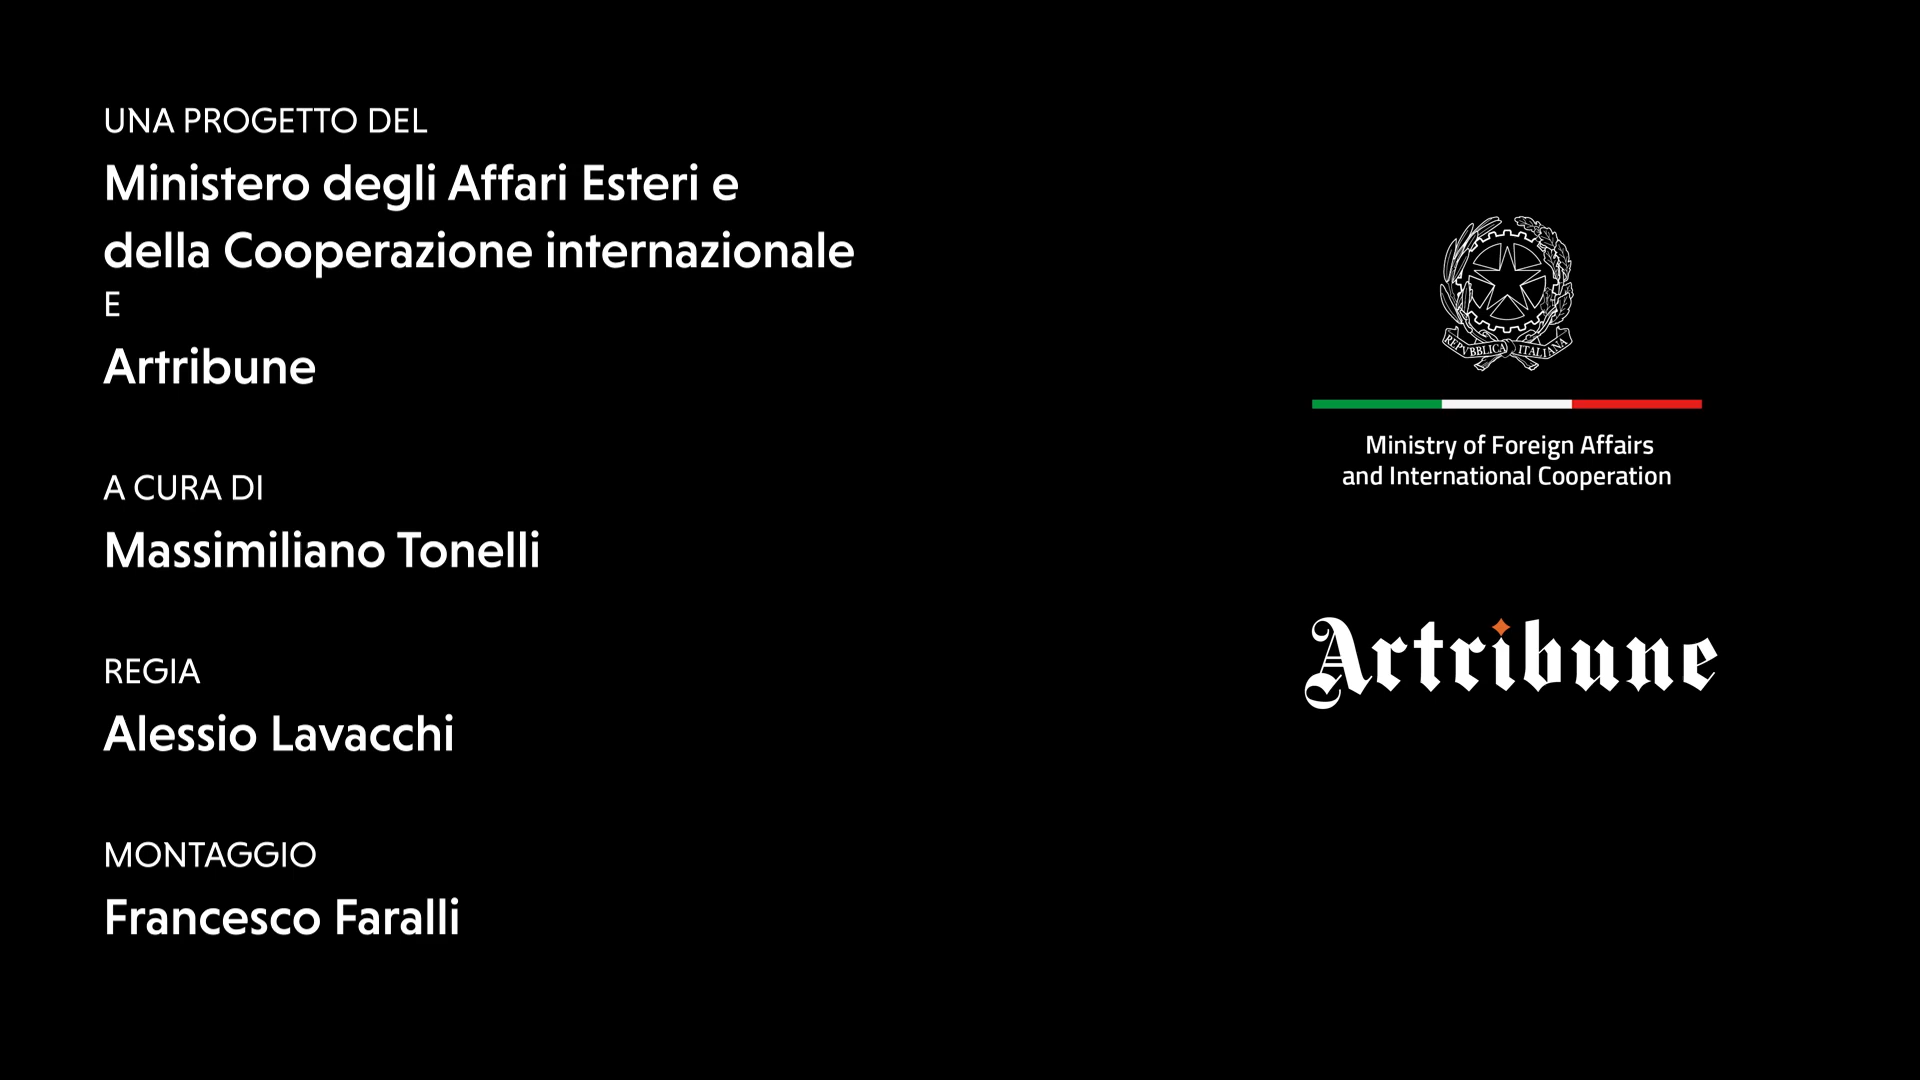 UNA PROGETTO DEL
Ministero degli Affari Esteri e
della Cooperazione internazionale
E
Artribune
A CURA DI
Massimiliano Tonelli
REGIA
Alessio Lavacchi
MONTAGGIO
Francesco Faralli
REPVBBLICA ITALIANA
Ministry of Foreign Affairs
and International Cooperation
Artribune